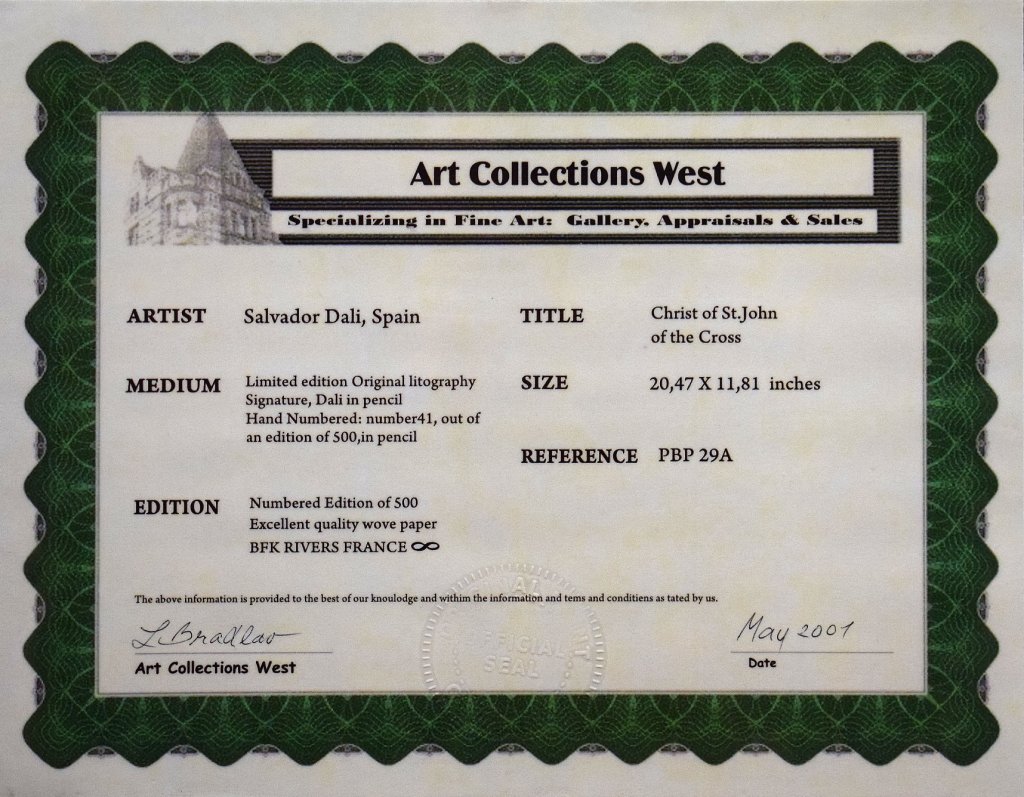 Art Collections West
Specializing in Fine Art: Gallery, Appraisals & Sales
ARTIST Salvador Dali, Spain
TITLE Christ of St.John
of the Cross
MEDIUM Limited edition Original litography
Signature, Dali in pencil
Hand Numbered: number41, out of
an edition of 500,in pencil
SIZE 20,47 X 11,81 inches
REFERENCE PBP 29A
EDITION Numbered Edition of 500
Excellent quality wove paper
BFK RIVERS FRANCE ∞
The above information is provided to the best of our knoulodge and withim the information and tems and conditiens as tated by us.
L. Bradlav
May 2001
Art Collections West
Date
OFFICIAL
SEAL